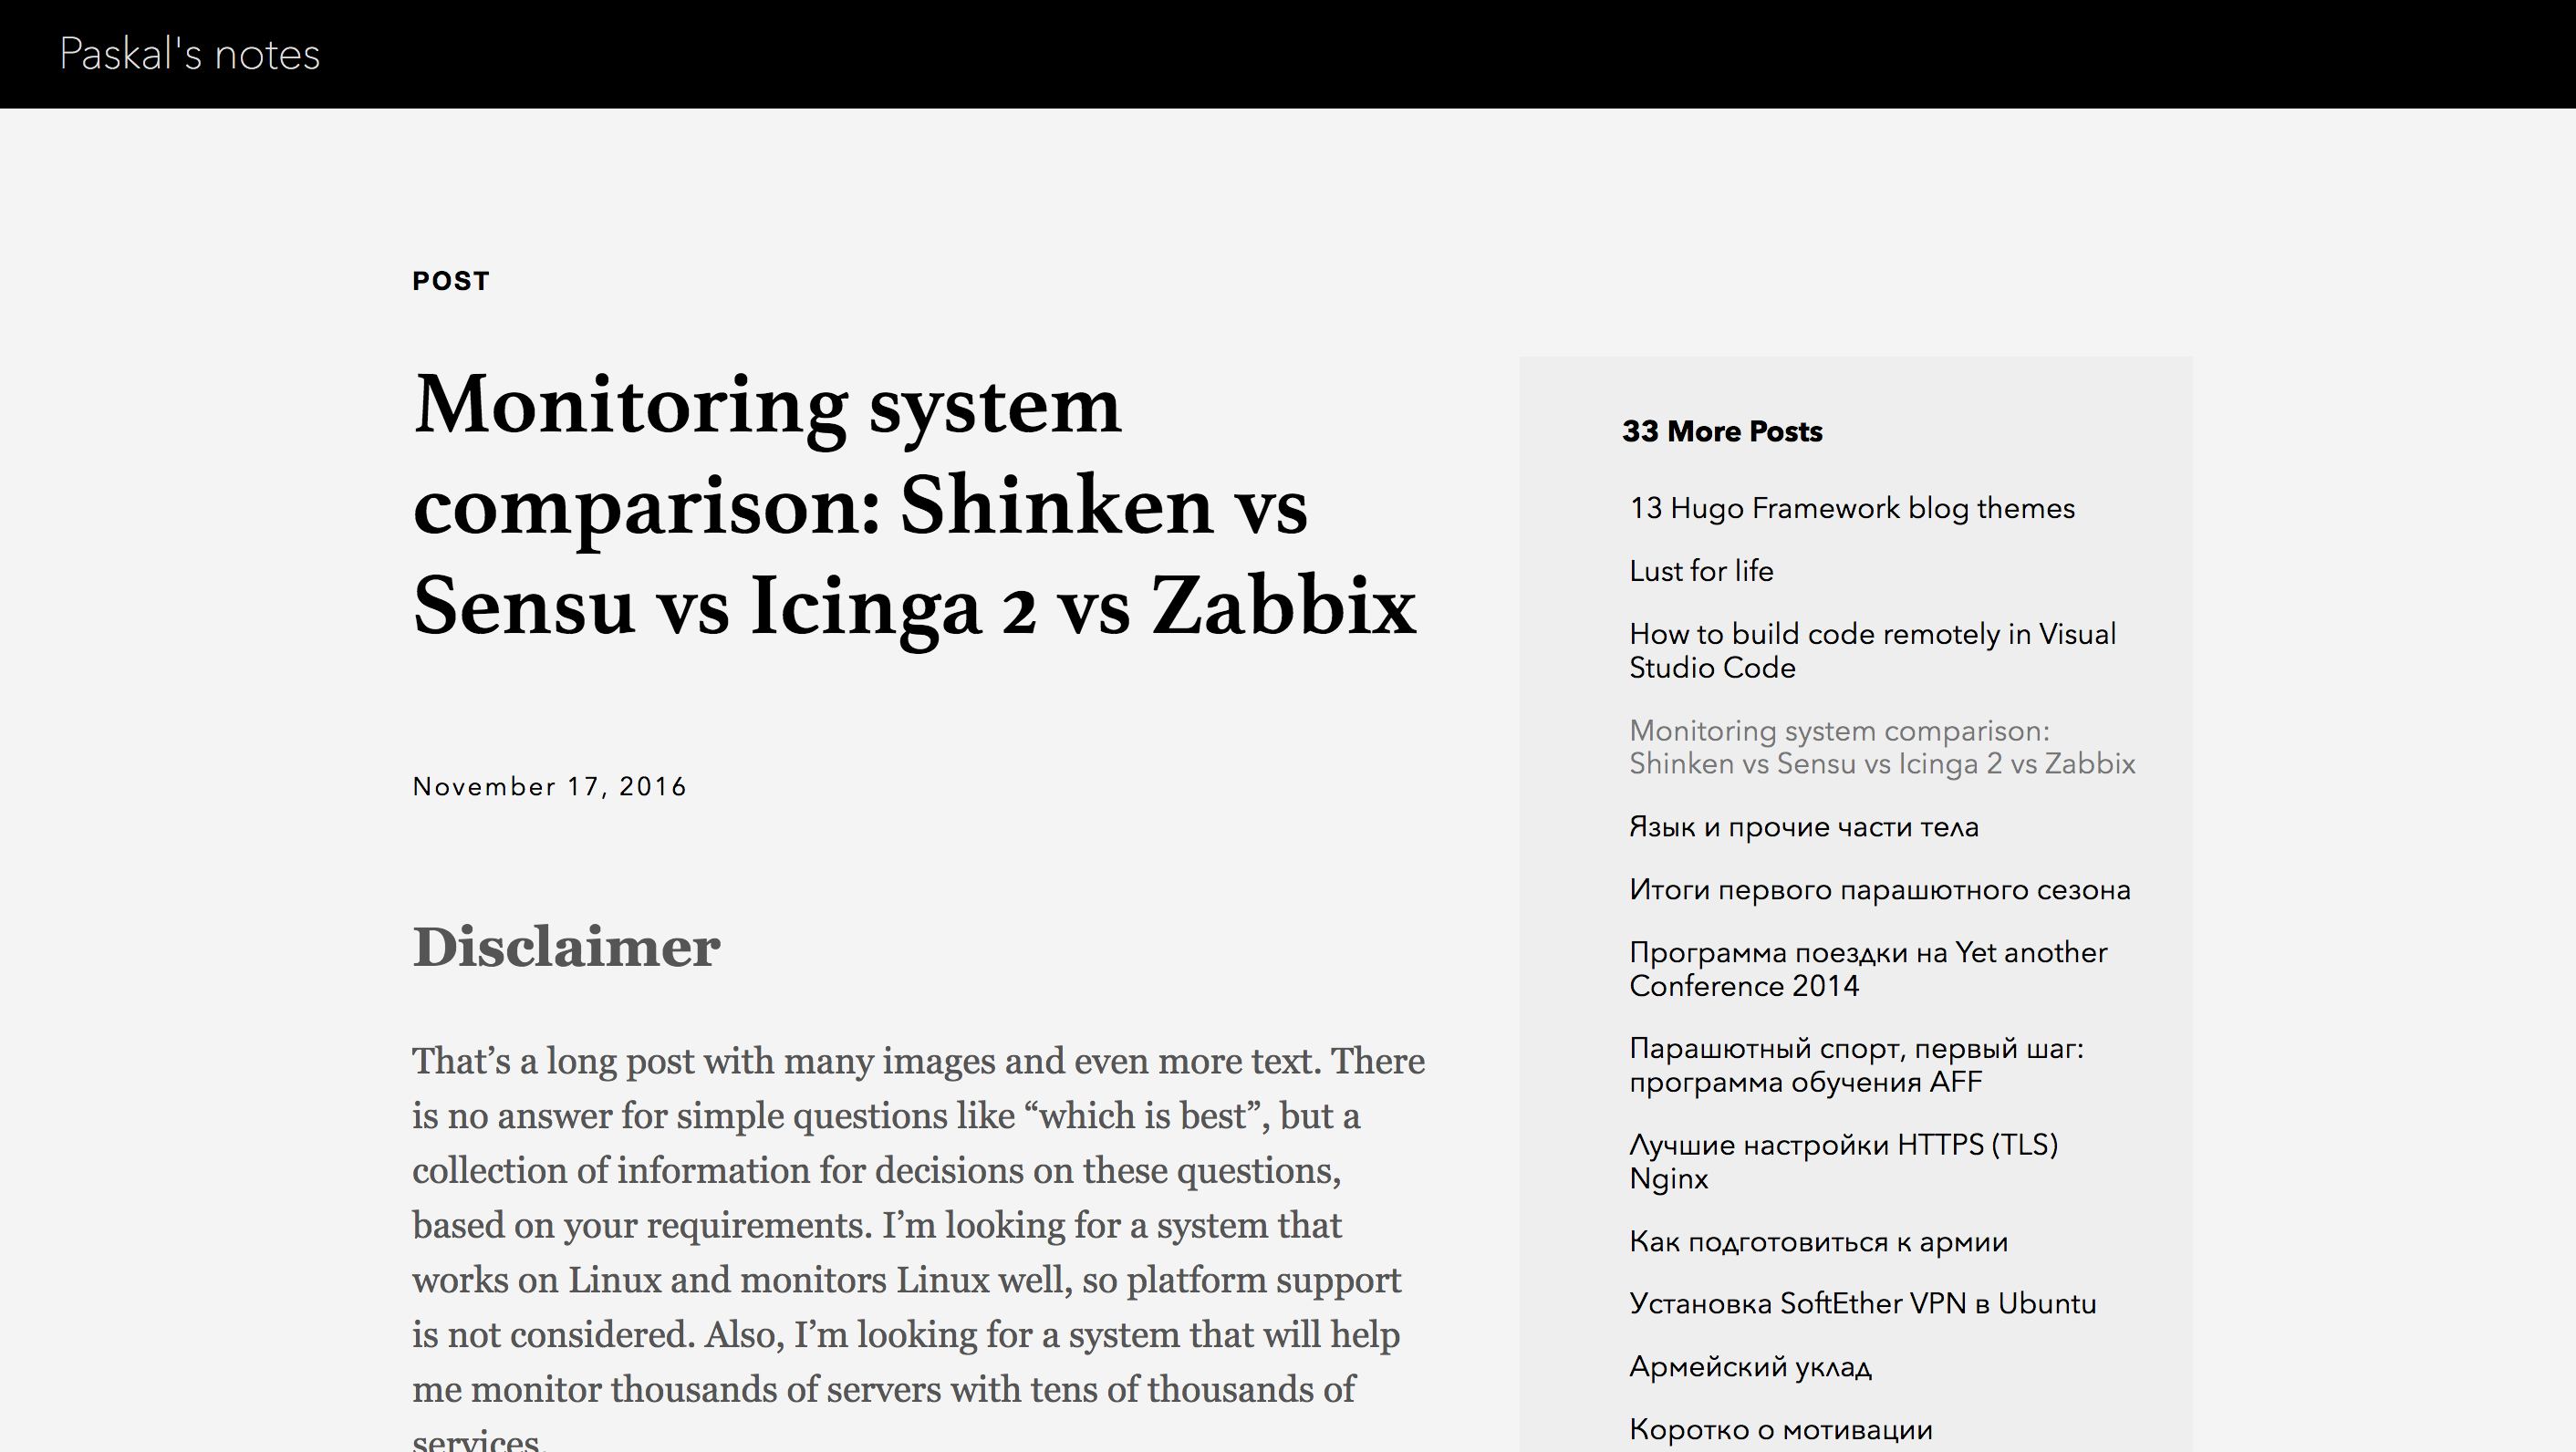 Paskal's notes
POST
Monitoring system
comparison: Shinken vs
Sensu vs Icinga 2 vs Zabbix
November 17, 2016
Disclaimer
That’s a long post with many images and even more text. There
is no answer for simple questions like “which is best”, but a
collection of information for decisions on these questions,
based on your requirements. I’m looking for a system that
works on Linux and monitors Linux well, so platform support
is not considered. Also, I’m looking for a system that will help
me monitor thousands of servers with tens of thousands of
services.
33 More Posts
13 Hugo Framework blog themes
Lust for life
How to build code remotely in Visual
Studio Code
Monitoring system comparison:
Shinken vs Sensu vs Icinga 2 vs Zabbix
Язык и прочие части тела
Итоги первого парашютного сезона
Программа поездки на Yet another
Conference 2014
Парашютный спорт, первый шаг:
программа обучения AFF
Лучшие настройки HTTPS (TLS)
Nginx
Как подготовиться к армии
Установка SoftEther VPN в Ubuntu
Армейский уклад
Коротко о мотивации